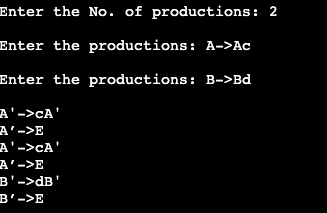 Enter the No. of productions: 2
Enter the productions: A->Ac
Enter the productions: B->Bd
A'->cA'
A’->E
A'->cA'
A’->E
B'->dB'
B’->E